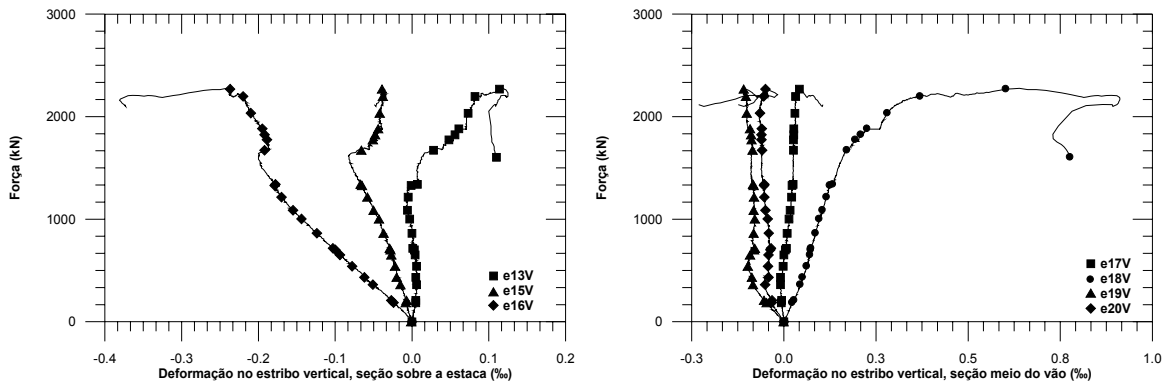 3000
2000
1000
0
Força (kN)
-0.4 -0.3 -0.2 -0.1 0.0 0.1 0.2
Deformação no estribo vertical, seção sobre a estaca (‰)
e13V
e15V
e16V
3000
2000
1000
0
Força (kN)
-0.3 0.0 0.3 0.6 0.8 1.0
Deformação no estribo vertical, seção meio do vão (‰)
e17V
e18V
e19V
e20V